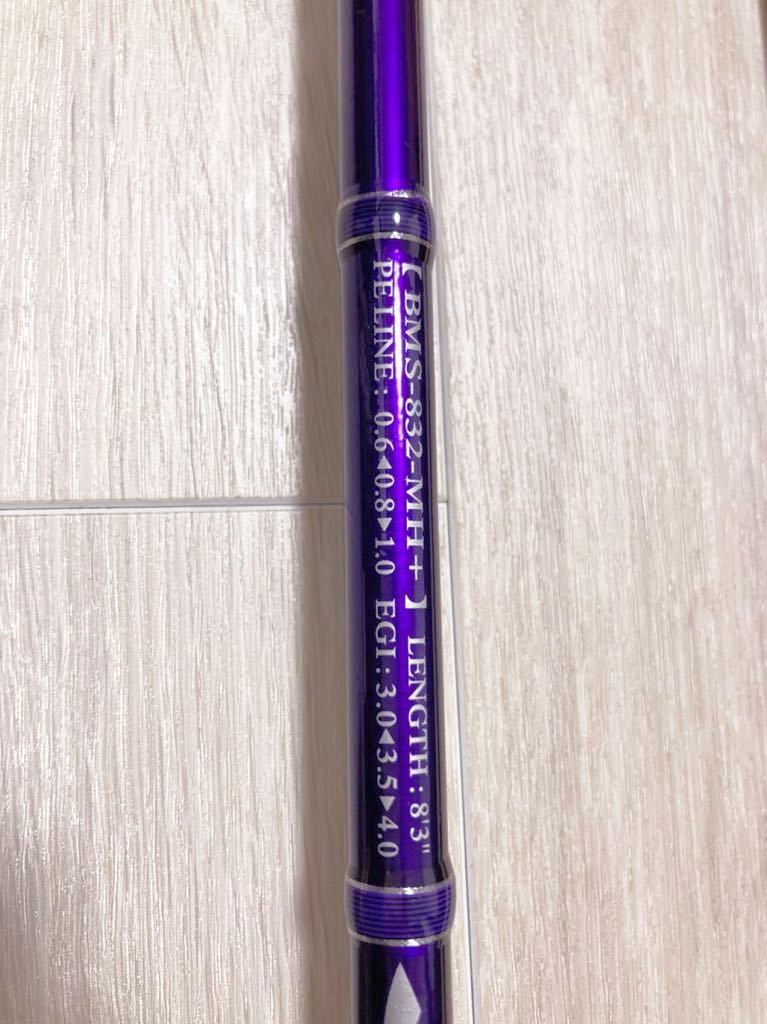 【BMS-832-MH+】 LENGTH : 8'3"
PE LINE : 0.6◀0.8▶1.0 EGI : 3.0◀3.5▶4.0